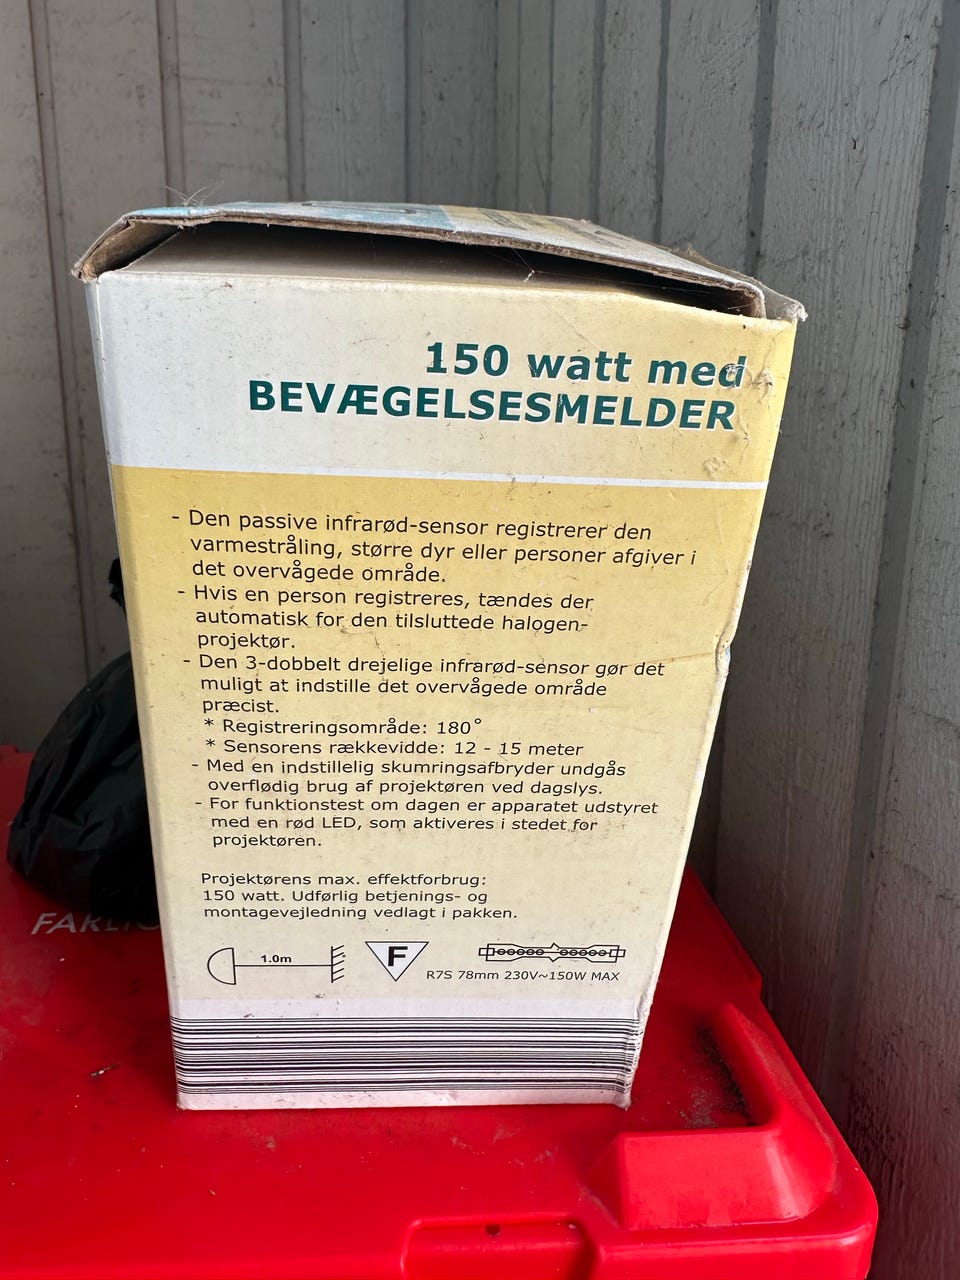 150 watt med
BEVÆGELSESMELDER
- Den passive infrarød-sensor registrerer den
varmestråling, større dyr eller personer afgiver i
det overvågede område.
- Hvis en person registreres, tændes der
automatisk for den tilsluttede halogen-
projektør.
- Den 3-dobbelt drejelige infrarød-sensor gør det
muligt at indstille det overvågede område
præcist.
* Registreringsområde: 180°
* Sensorens rækkevidde: 12 - 15 meter
- Med en indstillelig skumringsafbryder undgås
overflødig brug af projektøren ved dagslys.
- For funktionstest om dagen er apparatet udstyret
med en rød LED, som aktiveres i stedet for
projektøren.
Projektørens max. effektforbrug:
150 watt. Udførlig betjenings- og
montagevejledning vedlagt i pakken.
1.0m
F
R7S 78mm 230V~150W MAX